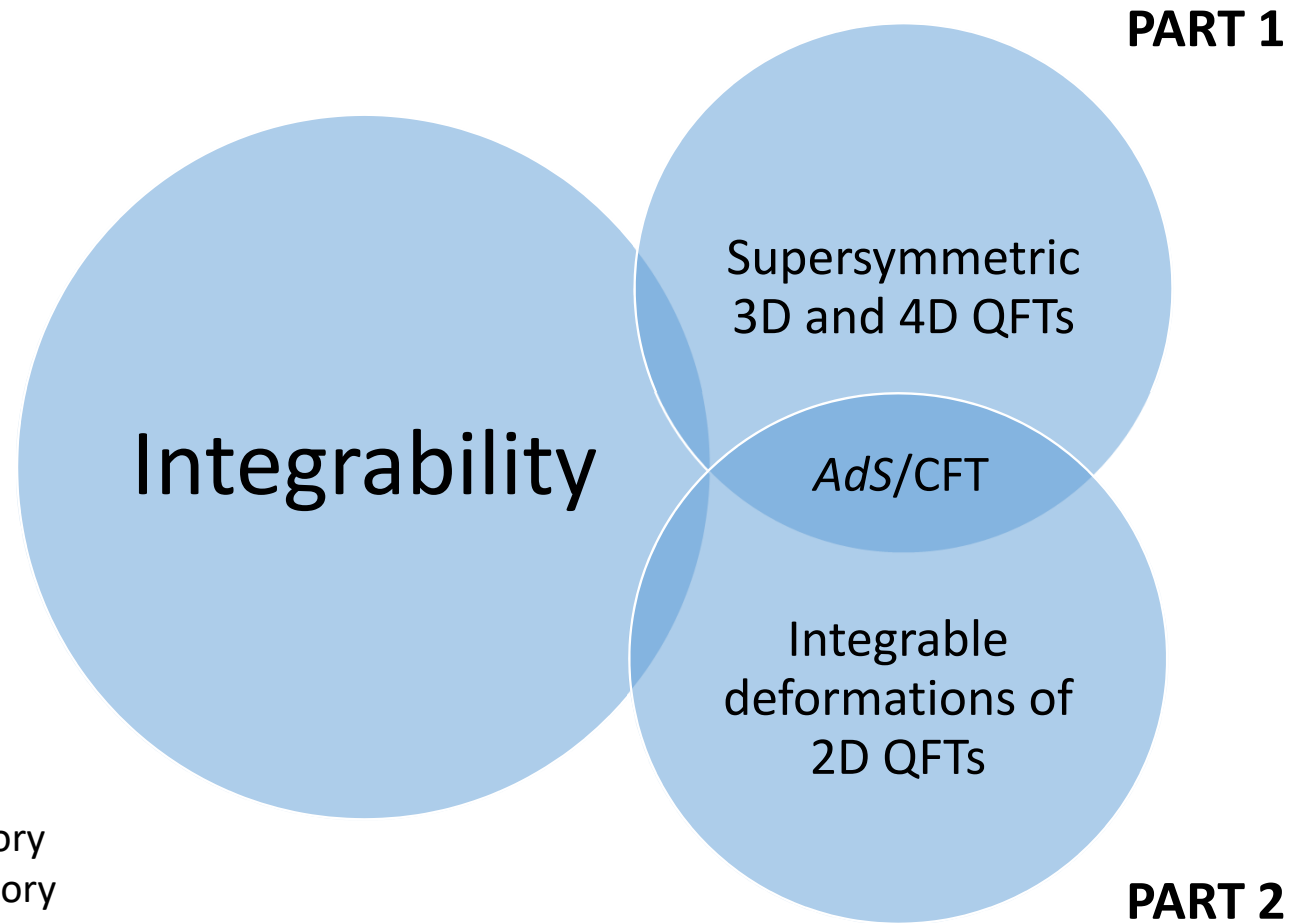 PART 1
Supersymmetric
3D and 4D QFTs
Integrability
AdS/CFT
Integrable
deformations of
2D QFTs
PART 2